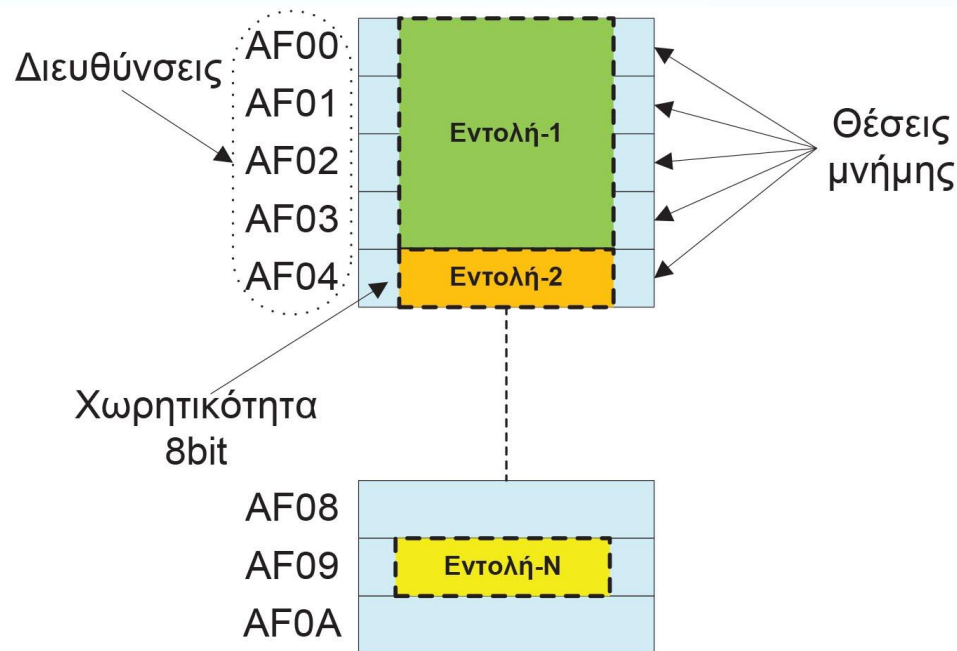 Διευθύνσεις
AF00
AF01
AF02
AF03
AF04
Εντολή-1
Εντολή-2
Θέσεις
μνήμης
Χωρητικότητα
8bit
AF08
AF09
AF0A
Εντολή-N